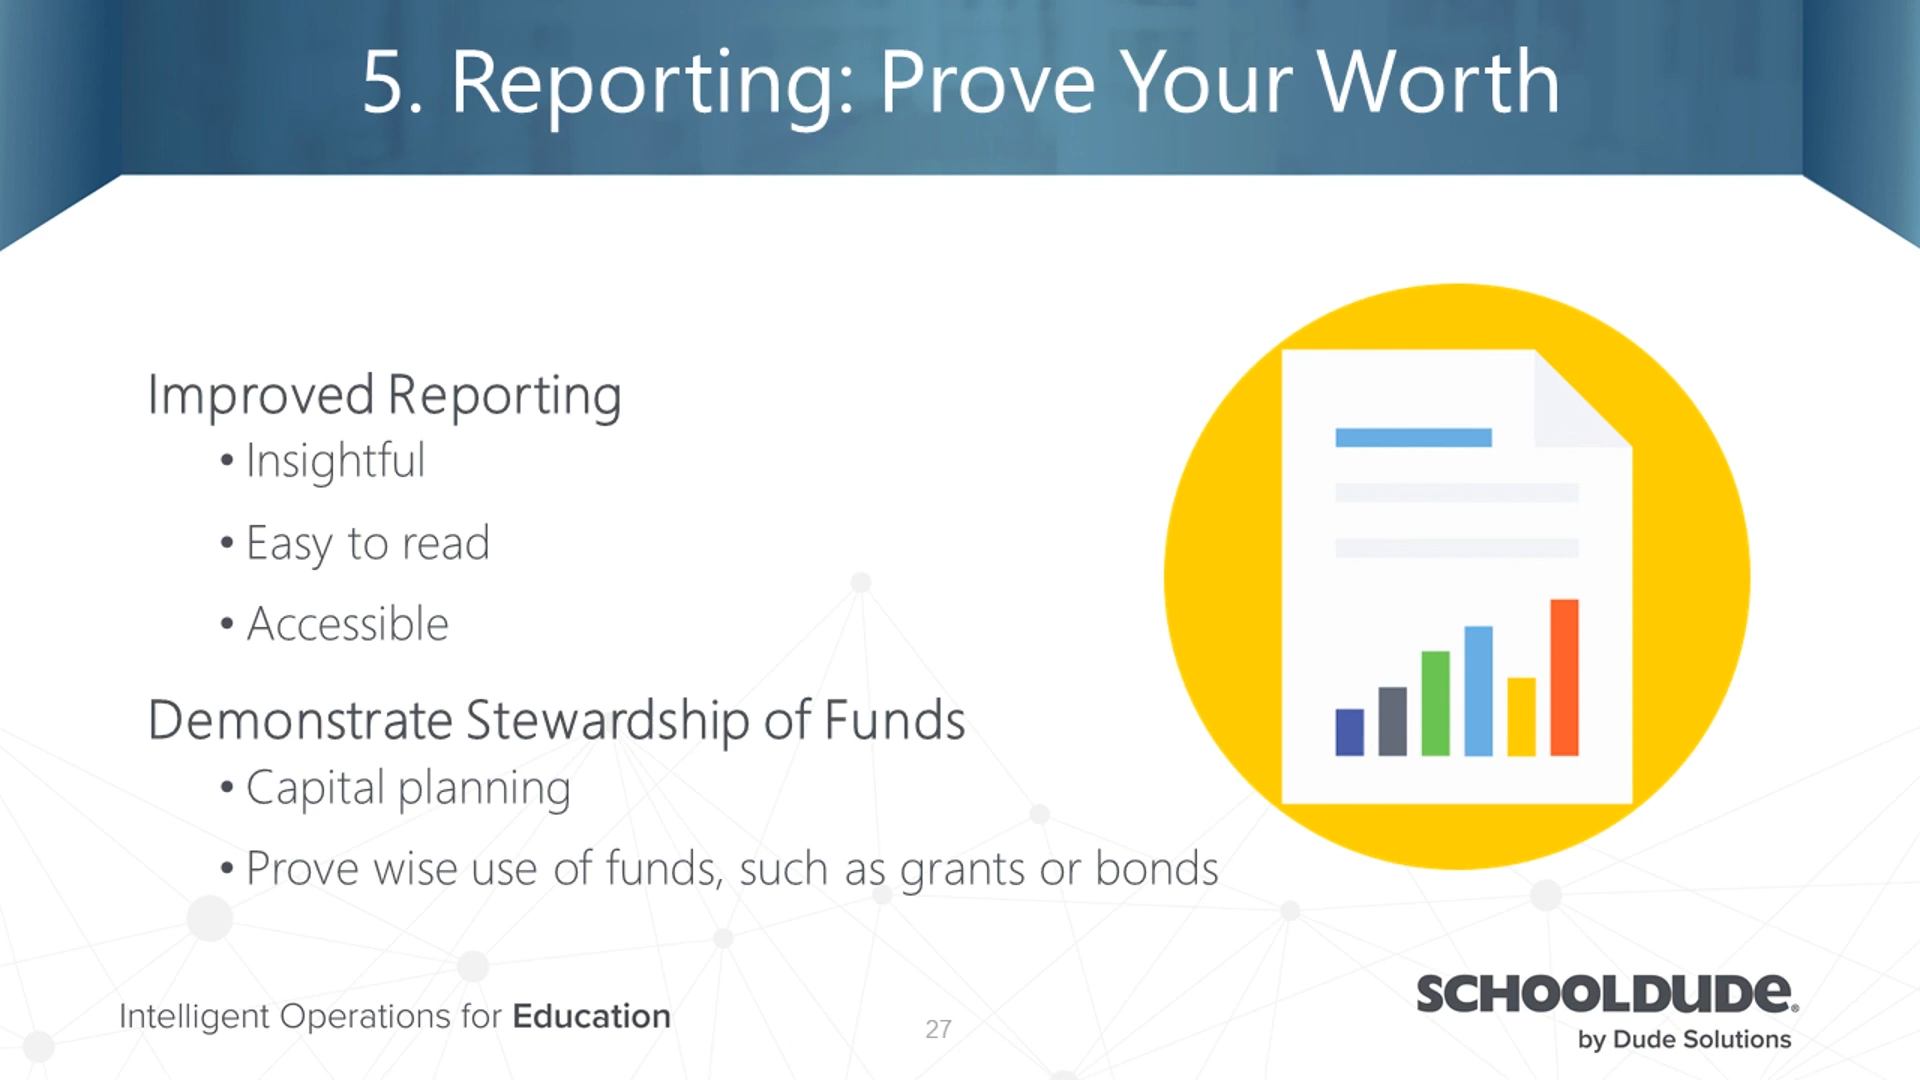 5. Reporting: Prove Your Worth
Improved Reporting
• Insightful
• Easy to read
• Accessible
Demonstrate Stewardship of Funds
• Capital planning
• Prove wise use of funds, such as grants or bonds
Intelligent Operations for Education
27
SCHOOLDUDE®
by Dude Solutions